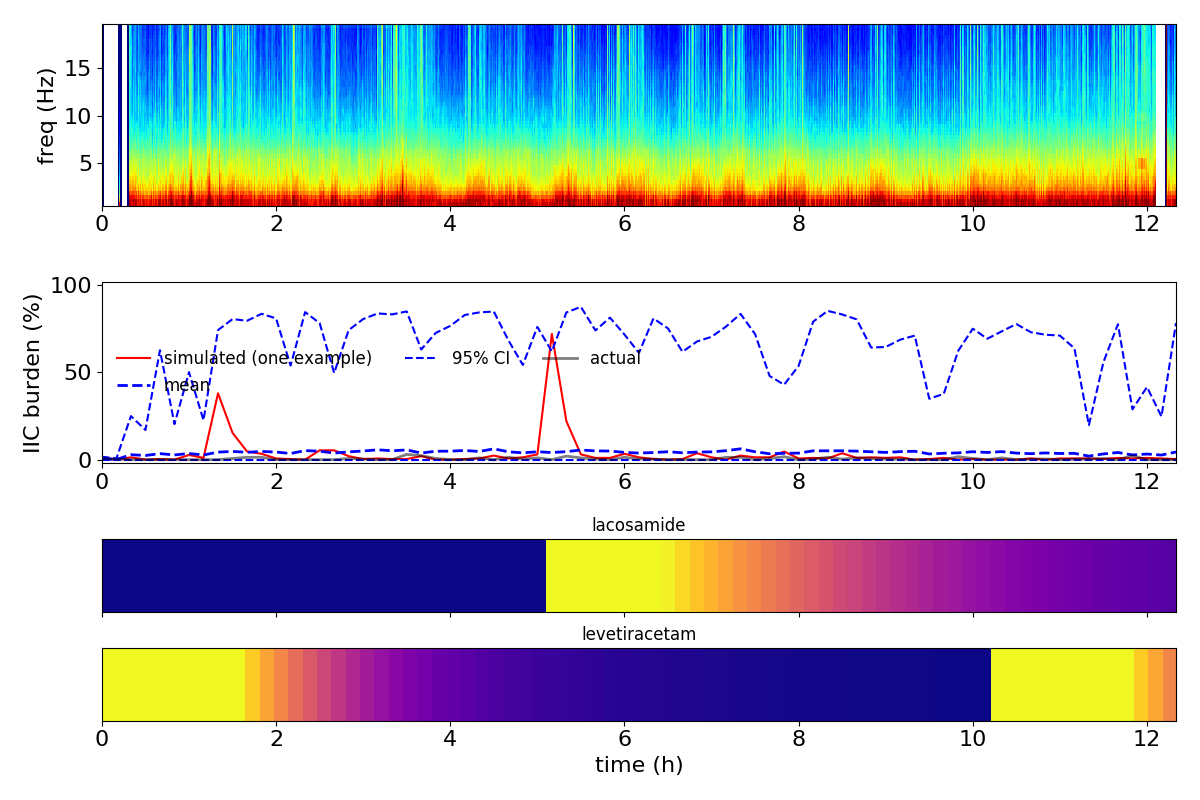 freq (Hz)
15
10
5
0 2 4 6 8 10 12
IIC burden (%)
100
50
0
simulated (one example) 95% CI actual
mean
0 2 4 6 8 10 12
lacosamide
levetiracetam
0 2 4 6 8 10 12
time (h)